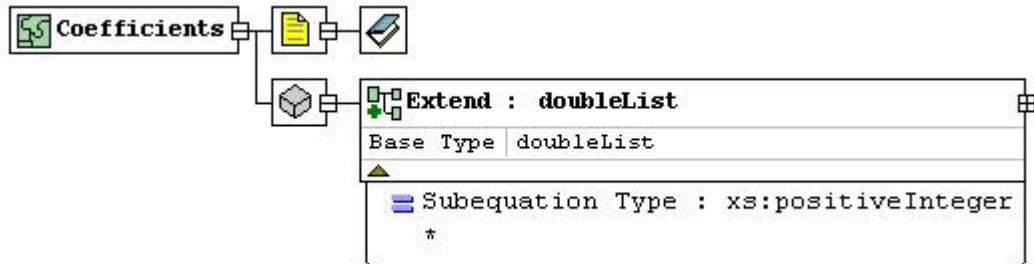 Coefficients
Extend : doubleList
Base Type doubleList
Subequation Type : xs:positiveInteger
*